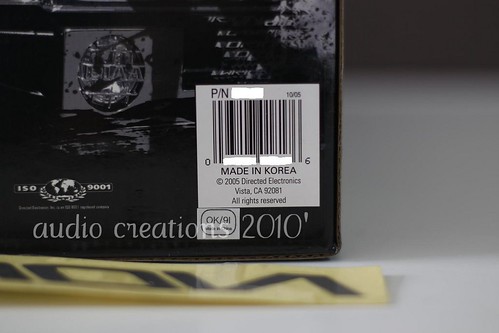 P/N
10/05
0 6
MADE IN KOREA
© 2005 Directed Electronics
Vista, CA 92081
All rights reserved
ISO 9001
OK/9J
audio creations 2010'